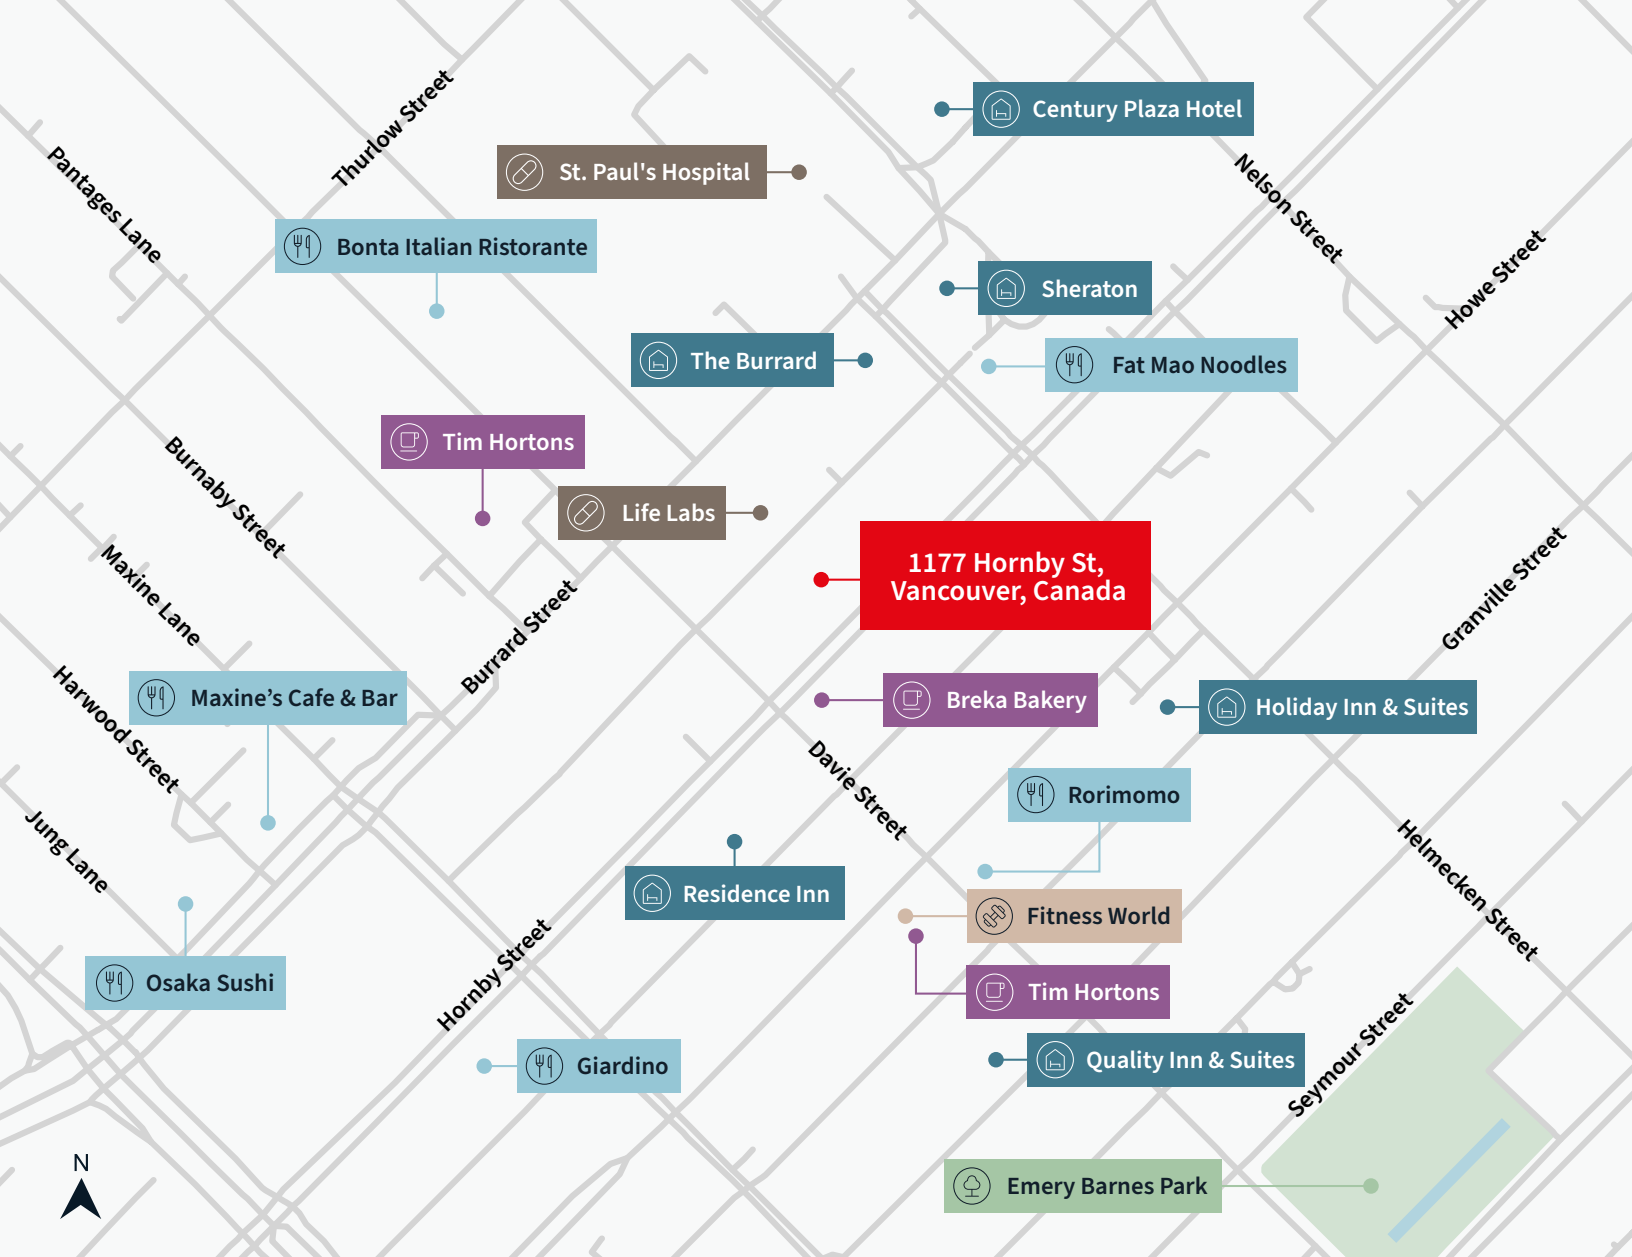 Century Plaza Hotel
Thurlow Street
St. Paul's Hospital
Pantages Lane
Nelson Street
Bonta Italian Ristorante
Howe Street
Sheraton
The Burrard
Fat Mao Noodles
Tim Hortons
Burnaby Street
Life Labs
1177 Hornby St,
Vancouver, Canada
Maxine Lane
Granville Street
Burrard Street
Maxine’s Cafe & Bar
Breka Bakery
Holiday Inn & Suites
Harwood Street
Davie Street
Rorimomo
Jung Lane
Helmecken Street
Residence Inn
Fitness World
Hornby Street
Osaka Sushi
Tim Hortons
Seymour Street
Giardino
Quality Inn & Suites
N
Emery Barnes Park